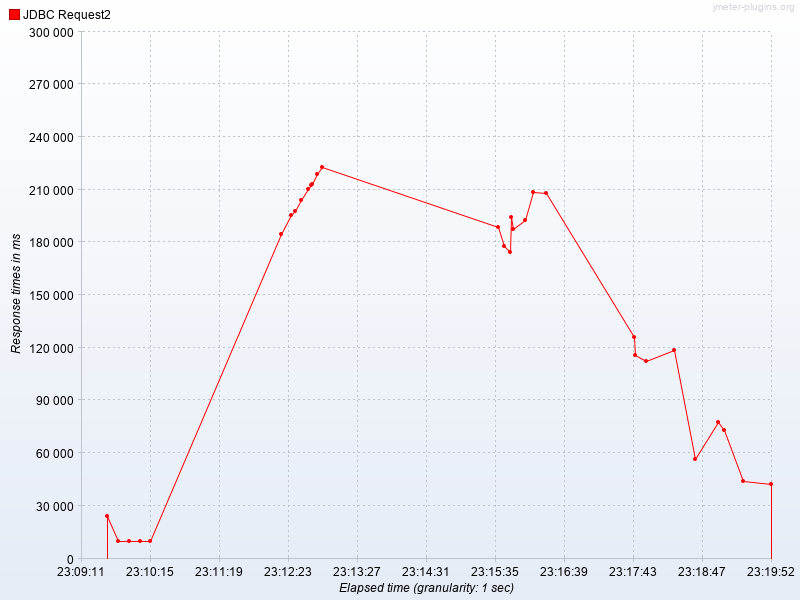 jmeter-plugins.org
JDBC Request2
300 000
270 000
240 000
210 000
180 000
150 000
120 000
90 000
60 000
30 000
0
Response times in ms
23:09:11 23:10:15 23:11:19 23:12:23 23:13:27 23:14:31 23:15:35 23:16:39 23:17:43 23:18:47 23:19:52
Elapsed time (granularity: 1 sec)